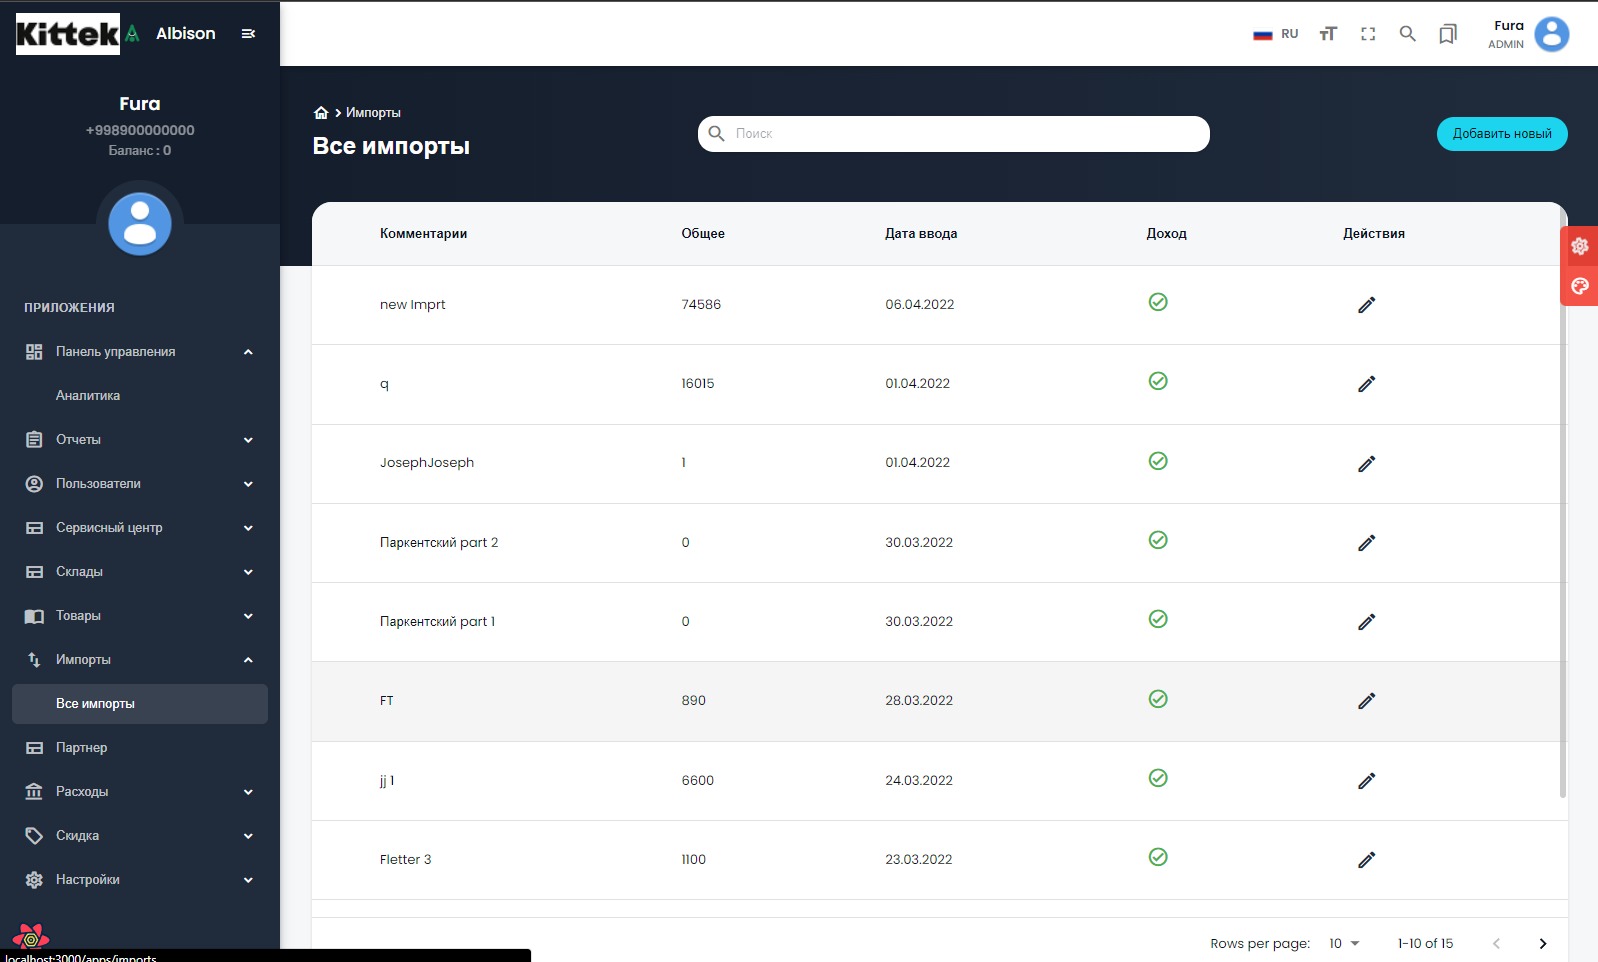 Kittek
Albison
RU
Fura
ADMIN
Fura
+998900000000
Баланс : 0
ПРИЛОЖЕНИЯ
Панель управления
Аналитика
Отчеты
Пользователи
Сервисный центр
Склады
Товары
Импорты
Все импорты
Партнер
Расходы
Скидка
Настройки
localhost:3000/apps/imports
Импорты
Все импорты
Поиск
Добавить новый
Комментарии Общее Дата ввода Доход Действия
new Imprt 74586 06.04.2022
q 16015 01.04.2022
JosephJoseph 1 01.04.2022
Паркентский part 2 0 30.03.2022
Паркентский part 1 0 30.03.2022
FT 890 28.03.2022
jj 1 6600 24.03.2022
Fletter 3 1100 23.03.2022
Rows per page: 10 1-10 of 15